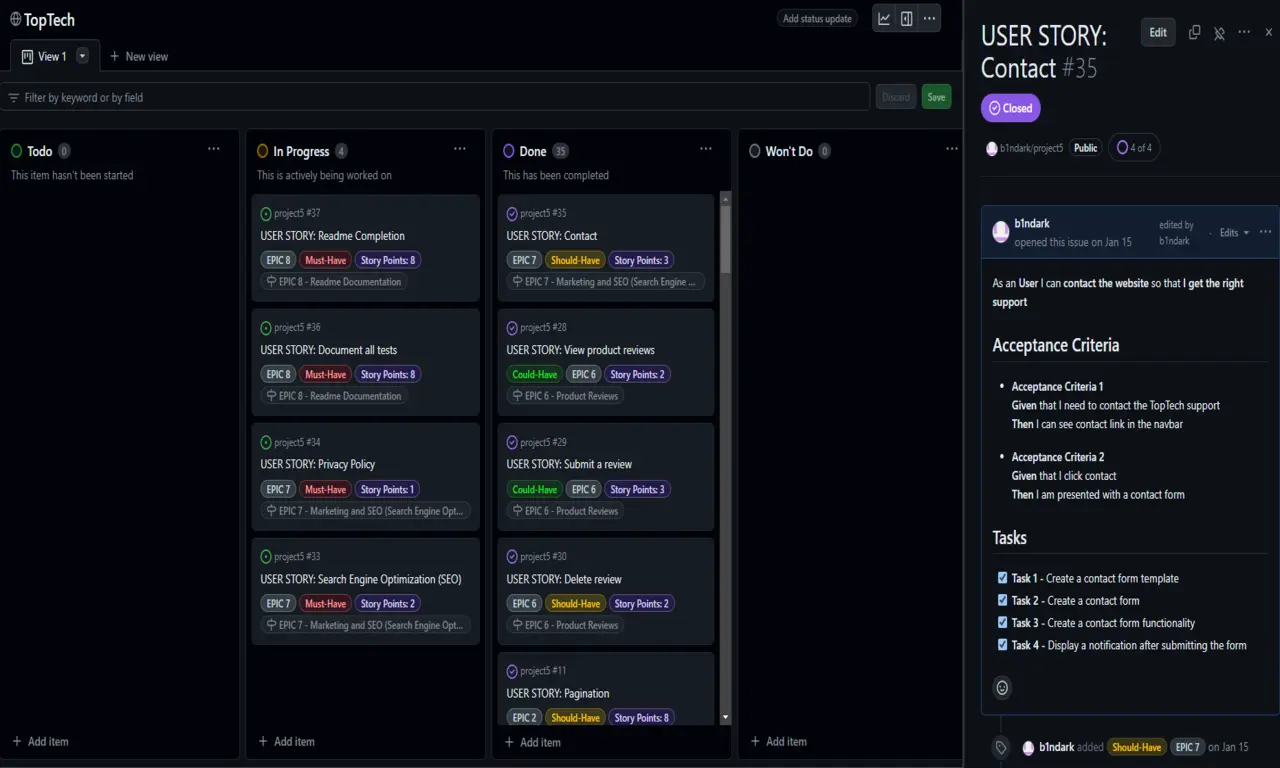 TopTech
Add status update
View 1
New view
Filter by keyword or by field
Discard
Save
Todo 0
This item hasn't been started
Add item
In Progress 4
This is actively being worked on
project5 #37
USER STORY: Readme Completion
EPIC 8 Must-Have Story Points: 8
EPIC 8 - Readme Documentation
project5 #36
USER STORY: Document all tests
EPIC 8 Must-Have Story Points: 8
EPIC 8 - Readme Documentation
project5 #34
USER STORY: Privacy Policy
EPIC 7 Must-Have Story Points: 1
EPIC 7 - Marketing and SEO (Search Engine Opt...
project5 #33
USER STORY: Search Engine Optimization (SEO)
EPIC 7 Must-Have Story Points: 2
EPIC 7 - Marketing and SEO (Search Engine Opt...
Add item
Done 35
This has been completed
project5 #35
USER STORY: Contact
EPIC 7 Should-Have Story Points: 3
EPIC 7 - Marketing and SEO (Search Engine ...
project5 #28
USER STORY: View product reviews
Could-Have EPIC 6 Story Points: 2
EPIC 6 - Product Reviews
project5 #29
USER STORY: Submit a review
Could-Have EPIC 6 Story Points: 3
EPIC 6 - Product Reviews
project5 #30
USER STORY: Delete review
EPIC 6 Should-Have Story Points: 2
EPIC 6 - Product Reviews
project5 #11
USER STORY: Pagination
EPIC 2 Should-Have Story Points: 8
Add item
Won't Do 0
Add item
USER STORY:
Contact #35
Edit
Closed
b1ndark/project5 Public 4 of 4
b1ndark
opened this issue on Jan 15
edited by
b1ndark
· Edits
As an User I can contact the website so that I get the right
support
Acceptance Criteria
• Acceptance Criteria 1
Given that I need to contact the TopTech support
Then I can see contact link in the navbar
• Acceptance Criteria 2
Given that I click contact
Then I am presented with a contact form
Tasks
Task 1 - Create a contact form template
Task 2 - Create a contact form
Task 3 - Create a contact form functionality
Task 4 - Display a notification after submitting the form
b1ndark added Should-Have EPIC 7 on Jan 15